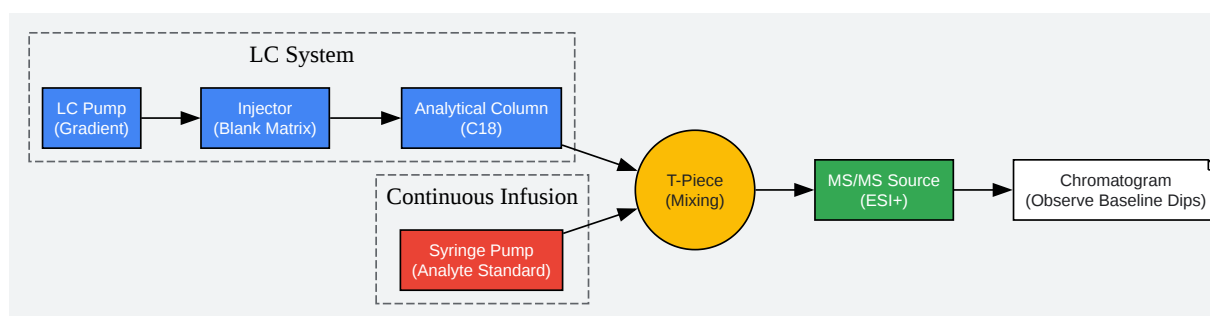 LC System
LC Pump
(Gradient)
Injector
(Blank Matrix)
Analytical Column
(C18)
Continuous Infusion
Syringe Pump
(Analyte Standard)
T-Piece
(Mixing)
MS/MS Source
(ESI+)
Chromatogram
(Observe Baseline Dips)